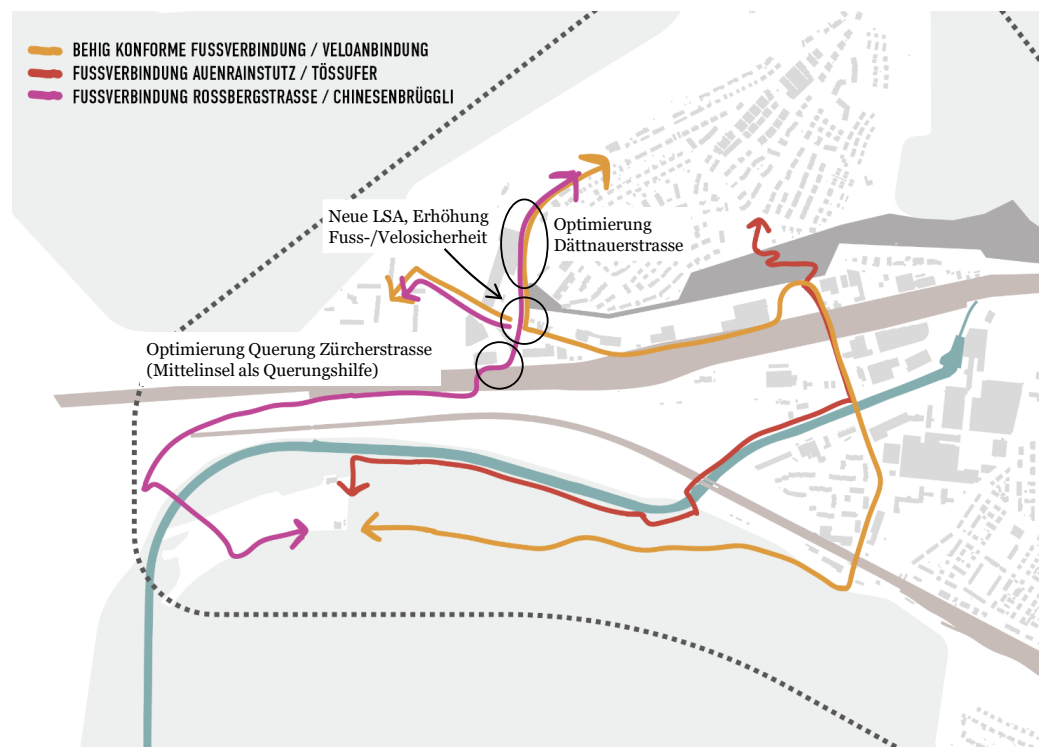 BEHIG KONFORME FUSSVERBINDUNG / VELOANBINDUNG
FUSSVERBINDUNG AUENRAINSTUTZ / TÖSSUFER
FUSSVERBINDUNG ROSSBERGSTRASSE / CHINESENBRÜGGLI
Neue LSA, Erhöhung
Fuss-/Velosicherheit
Optimierung
Dättnauerstrasse
Optimierung Querung Zürcherstrasse
(Mittelinsel als Querungshilfe)